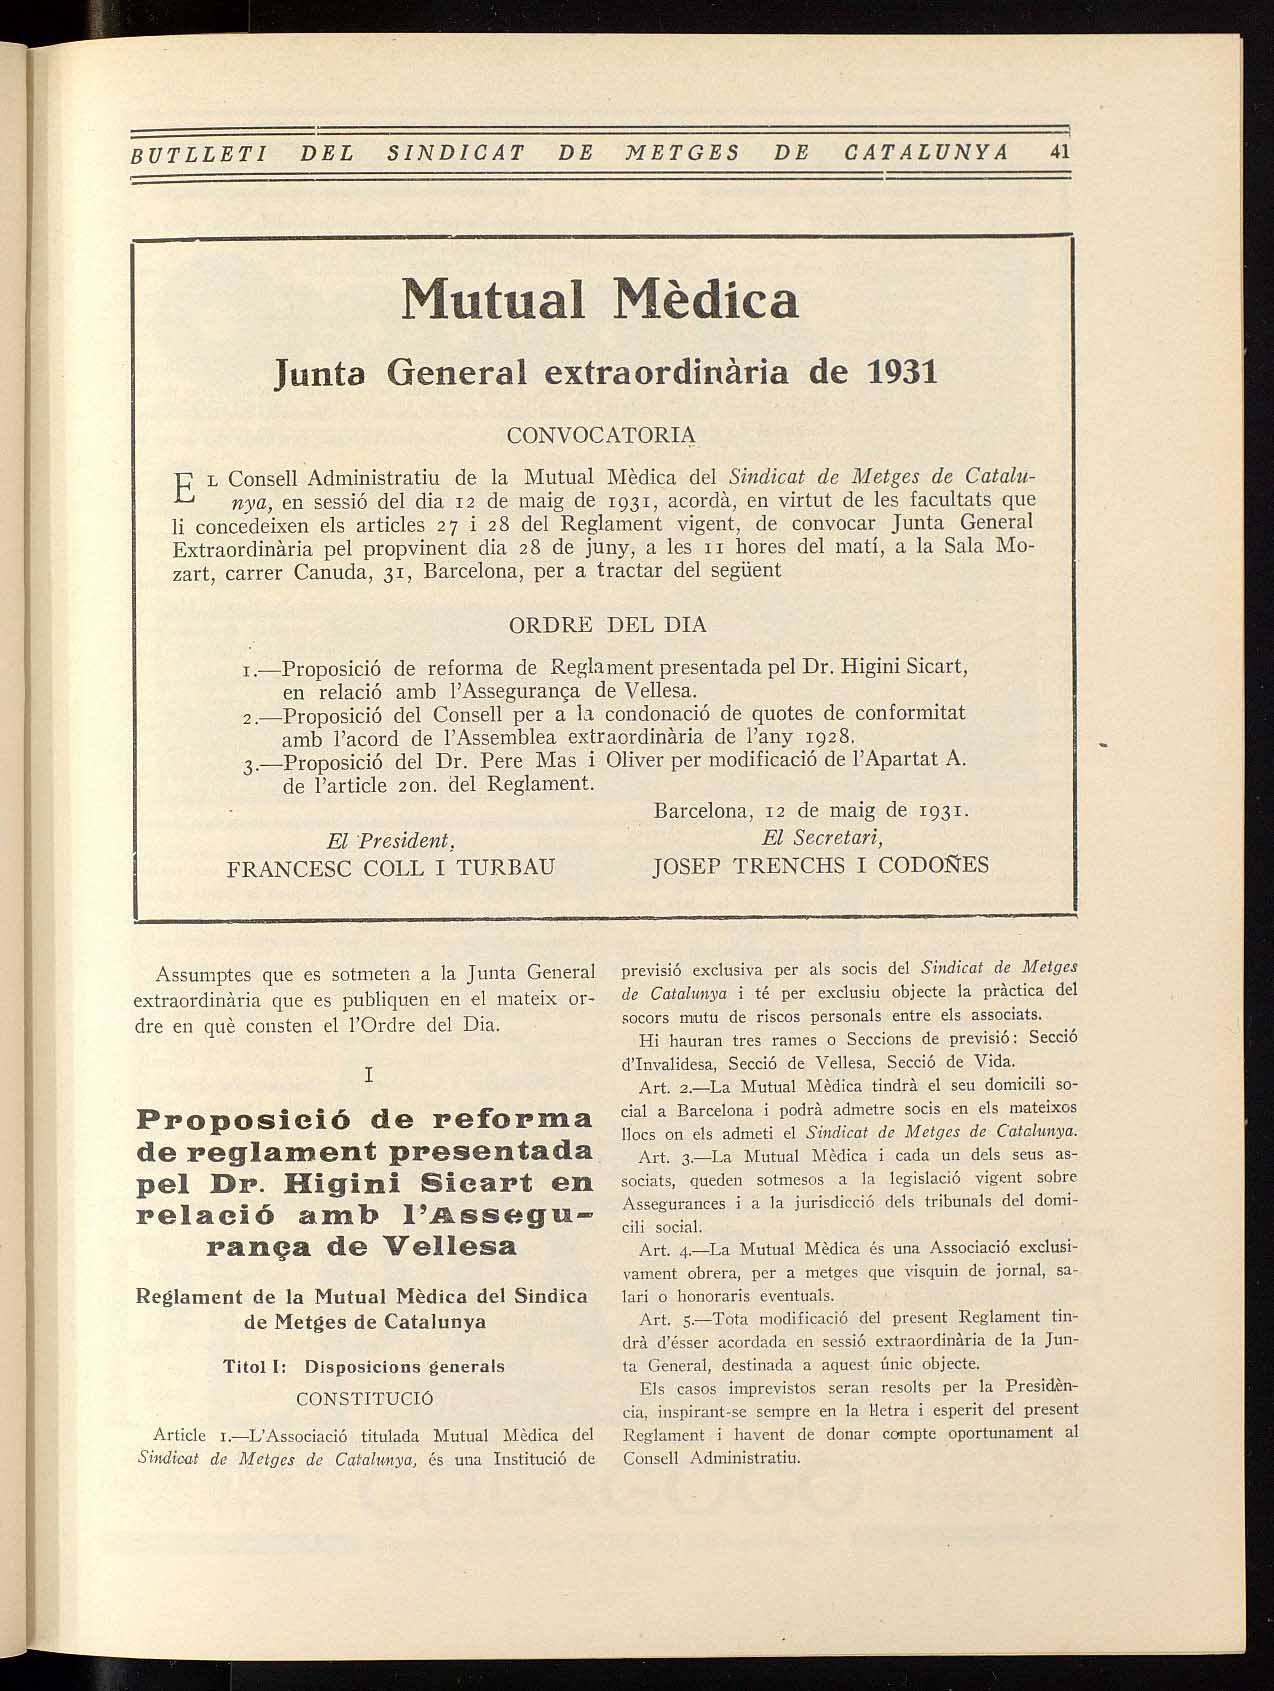 BUTLLETI DEL SINDICAT DE METGES DE CATALUNYA 41
Mutual Mèdica
Junta General extraordinària de 1931
CONVOCATORIA
EL Consell Administratiu de la Mutual Mèdica del Sindicat de Metges de Catalu-
nya, en sessió del dia 12 de maig de 1931, acordà, en virtut de les facultats que
li concedeixen els articles 27 i 28 del Reglament vigent, de convocar Junta General
Extraordinària pel propvinent dia 28 de juny, a les 11 hores del matí, a la Sala Mo-
zart, carrer Canuda, 31, Barcelona, per a tractar del següent
ORDRE DEL DIA
1.—Proposició de reforma de Reglament presentada pel Dr. Higini Sicart,
en relació amb l'Assegurança de Vellesa.
2.—Proposició del Consell per a la condonació de quotes de conformitat
amb l'acord de l'Assemblea extraordinària de l'any 1928.
3.—Proposició del Dr. Pere Mas i Oliver per modificació de l'Apartat A.
de l'article 2on. del Reglament.
Barcelona, 12 de maig de 1931.
El President,
FRANCESC COLL I TURBAU
El Secretari,
JOSEP TRENCHS I CODOÑES
Assumptes que es sotmeten a la Junta General
extraordinària que es publiquen en el mateix or-
dre en què consten el l'Ordre del Dia.
I
Proposició de reforma
de reglament presentada
pel Dr. Higini Sicart en
relació amb l'Assegu-
rança de Vellesa
Reglament de la Mutual Mèdica del Sindica
de Metges de Catalunya
Titol I: Disposicions generals
CONSTITUCIÓ
Article 1.—L'Associació titulada Mutual Mèdica del
Sindicat de Metges de Catalunya, és una Institució de
previsió exclusiva per als socis del Sindicat de Metges
de Catalunya i té per exclusiu objecte la pràctica del
socors mutu de riscos personals entre els associats.
Hi hauran tres rames o Seccions de previsió: Secció
d'Invalidesa, Secció de Vellesa, Secció de Vida.
Art. 2.—La Mutual Mèdica tindrà el seu domicili so-
cial a Barcelona i podrà admetre socis en els mateixos
llocs on els admeti el Sindicat de Metges de Catalunya.
Art. 3.—La Mutual Mèdica i cada un dels seus as-
sociats, queden sotmesos a la legislació vigent sobre
Assegurances i a la jurisdicció dels tribunals del domi-
cili social.
Art. 4.—La Mutual Mèdica és una Associació exclusi-
vament obrera, per a metges que visquin de jornal, sa-
lari o honoraris eventuals.
Art. 5.—Tota modificació del present Reglament tin-
drà d'ésser acordada en sessió extraordinària de la Jun-
ta General, destinada a aquest únic objecte.
Els casos imprevistos seran resolts per la Presidèn-
cia, inspirant-se sempre en la lletra i esperit del present
Reglament i havent de donar compte oportunament al
Consell Administratiu.